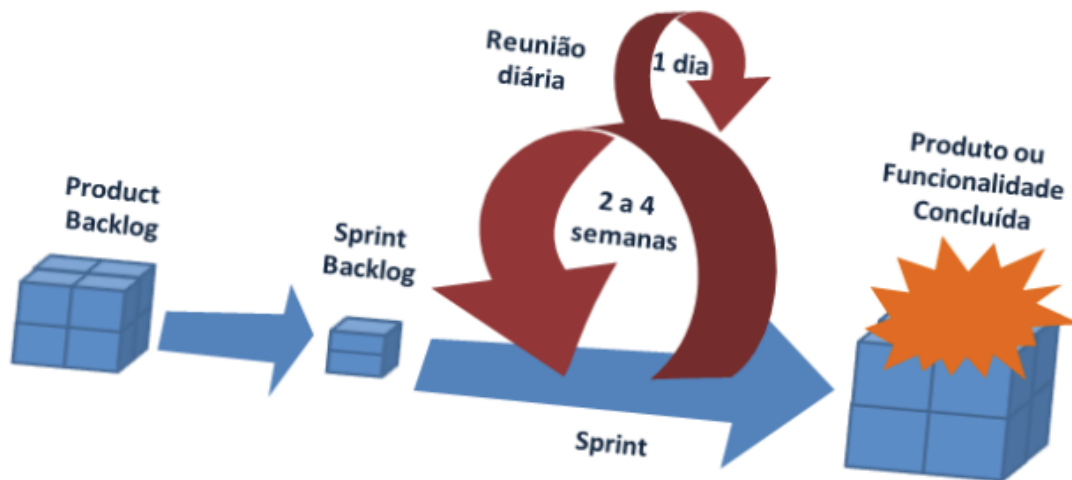 Product
Backlog
Sprint
Backlog
Reunião
diária
1 dia
2 a 4
semanas
Sprint
Produto ou
Funcionalidade
Concluída